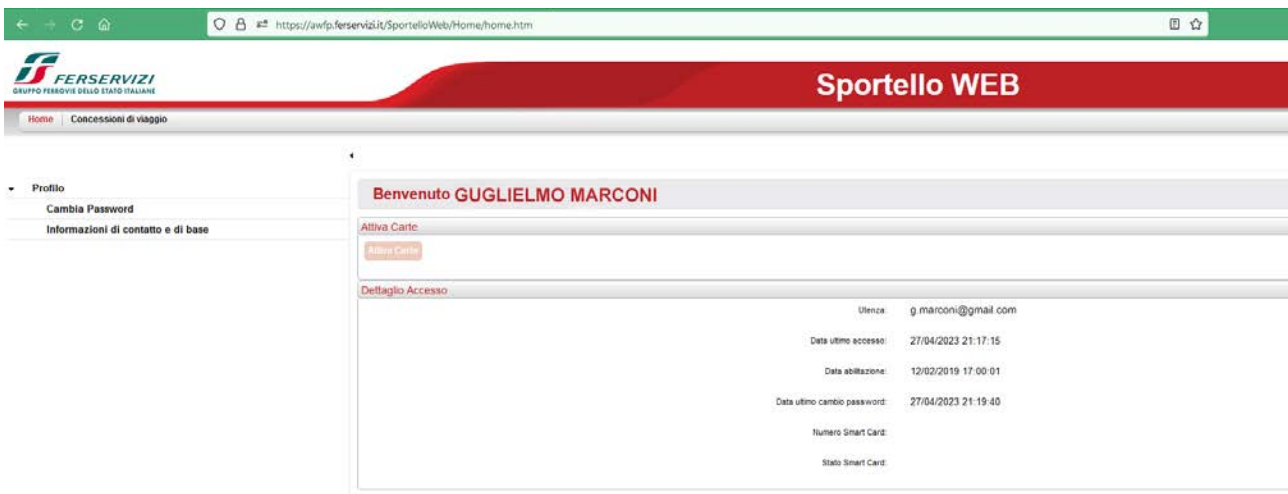 https://awfp.ferservizi.it/SportelloWeb/Home/home.htm
FERSERVIZI
GRUPPO FERROVIE DELLO STATO ITALIANE
Sportello WEB
Home Concessioni di viaggio
Profilo
Cambia Password
Informazioni di contatto e di base
Benvenuto GUGLIELMO MARCONI
Attiva Carte
Attiva Carte
Dettaglio Accesso
Utenza: g.marconi@gmail.com
Data ultimo accesso: 27/04/2023 21:17:15
Data abilitazione: 12/02/2019 17:00:01
Data ultimo cambio password: 27/04/2023 21:19:40
Numero Smart Card:
Stato Smart Card: